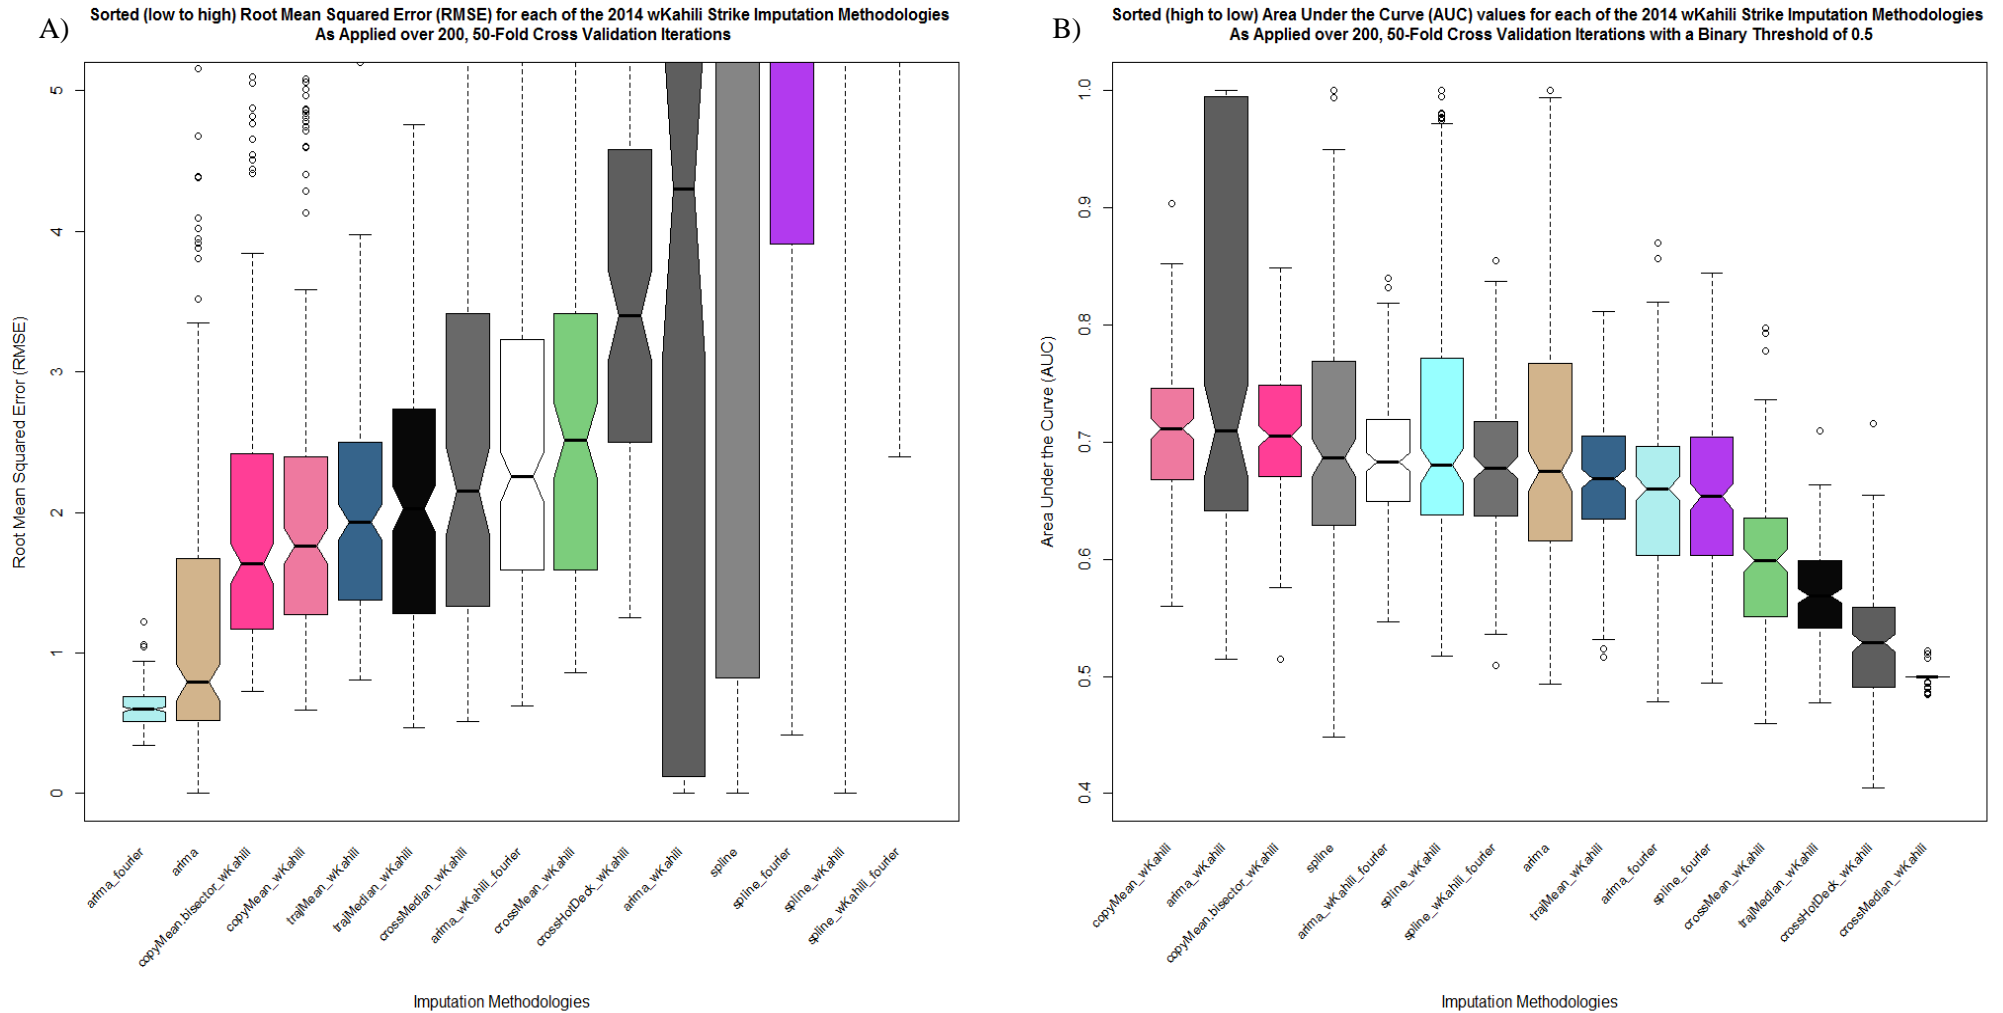 A)
Sorted (low to high) Root Mean Squared Error (RMSE) for each of the 2014 wKahili Strike Imputation Methodologies
As Applied over 200, 50-Fold Cross Validation Iterations
Root Mean Squared Error (RMSE)
5
4
3
2
1
0
arima_fourier
arima
copyMean.bisector_wKahili
copyMean_wKahili
trajMean_wKahili
trajMedian_wKahili
crossMedian_wKahili
arima_wKahili_fourier
crossMean_wKahili
crossHotDeck_wKahili
arima_wKahili
spline
spline_fourier
spline_wKahili
spline_wKahili_fourier
Imputation Methodologies
B)
Sorted (high to low) Area Under the Curve (AUC) values for each of the 2014 wKahili Strike Imputation Methodologies
As Applied over 200, 50-Fold Cross Validation Iterations with a Binary Threshold of 0.5
Area Under the Curve (AUC)
1.0
0.9
0.8
0.7
0.6
0.5
0.4
copyMean_wKahili
arima_wKahili
copyMean.bisector_wKahili
spline
arima_wKahili_fourier
spline_wKahili
spline_wKahili_fourier
arima
trajMean_wKahili
arima_fourier
spline_fourier
crossMean_wKahili
trajMedian_wKahili
crossHotDeck_wKahili
crossMedian_wKahili
Imputation Methodologies